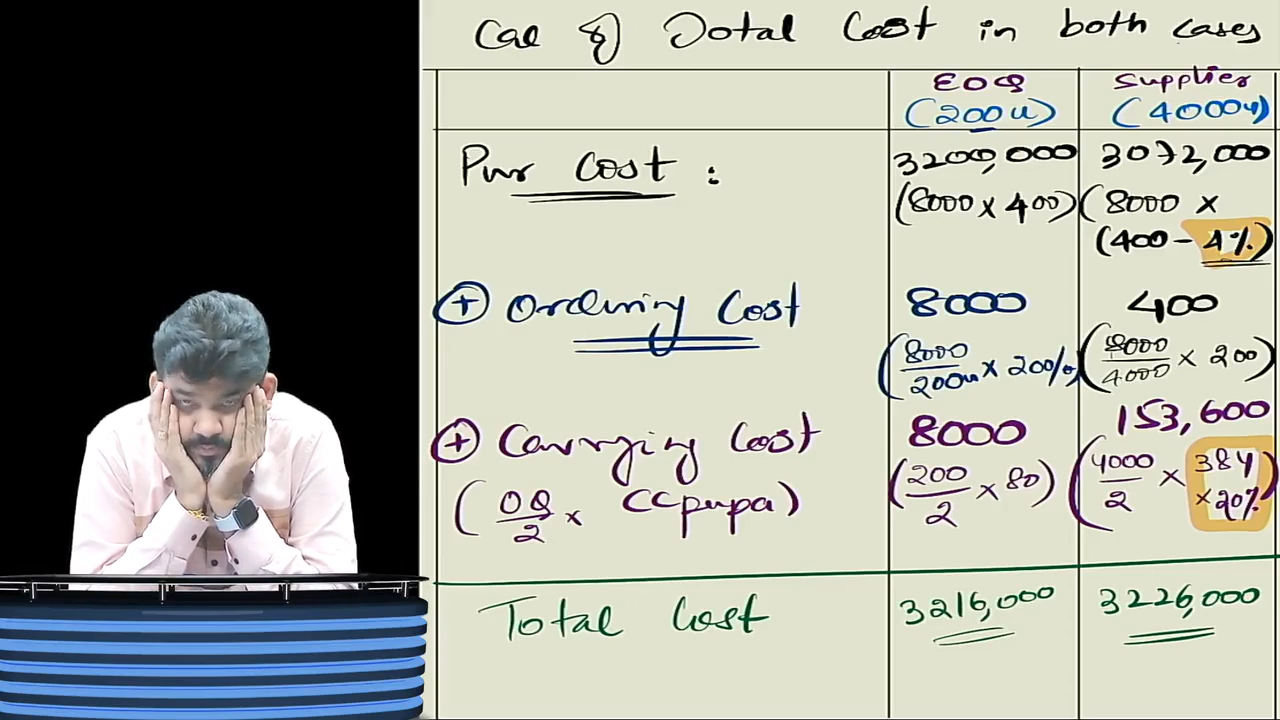 Cal of Total Cost in both cases
EOQ Supplier
(200u) (4000u)
Pur Cost : 3200,000 3072,000
(8000 x 400) (8000 x
(400 - 4%)
(+) Ordering Cost 8000 400
(8000/200u x 200/o) (8000/4000 x 200)
(+) Carrying Cost 8000 153,600
(OQ/2 x CCpupa) (200/2 x 80) (4000/2 x 384
x 20%)
Total Cost 3216,000 3226,000